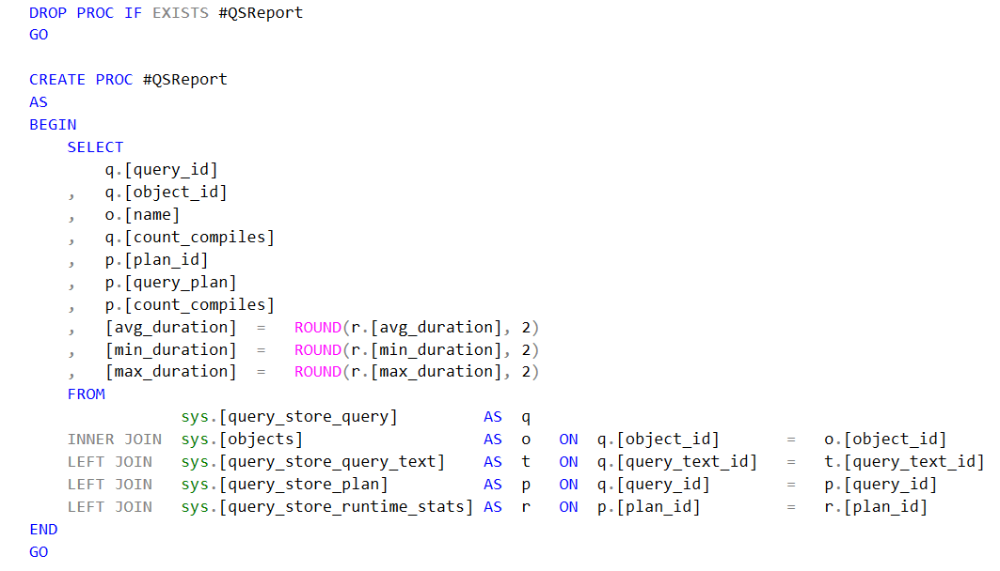 DROP PROC IF EXISTS #QSReport
GO
CREATE PROC #QSReport
AS
BEGIN
SELECT
q.[query_id]
, q.[object_id]
, o.[name]
, q.[count_compiles]
, p.[plan_id]
, p.[query_plan]
, p.[count_compiles]
, [avg_duration] = ROUND(r.[avg_duration], 2)
, [min_duration] = ROUND(r.[min_duration], 2)
, [max_duration] = ROUND(r.[max_duration], 2)
FROM
sys.[query_store_query] AS q
INNER JOIN sys.[objects] AS o ON q.[object_id] = o.[object_id]
LEFT JOIN sys.[query_store_query_text] AS t ON q.[query_text_id] = t.[query_text_id]
LEFT JOIN sys.[query_store_plan] AS p ON q.[query_id] = p.[query_id]
LEFT JOIN sys.[query_store_runtime_stats] AS r ON p.[plan_id] = r.[plan_id]
END
GO